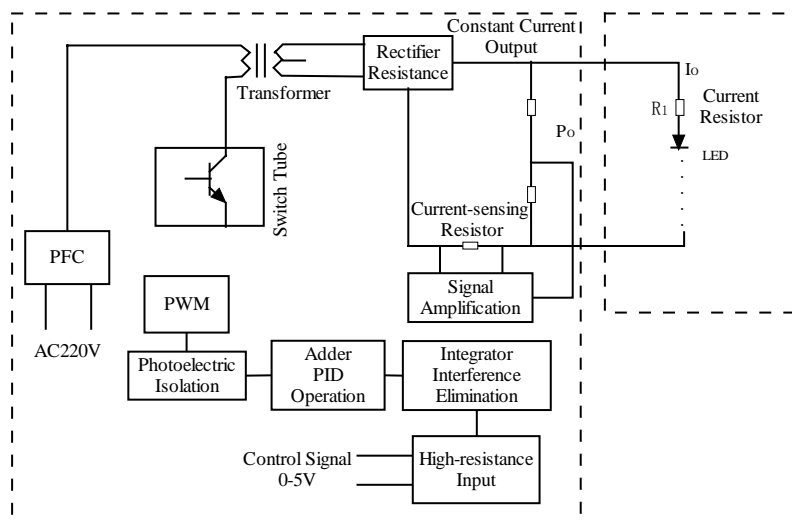 Constant Current
Output
Rectifier
Resistance
Transformer
IO
R1
Current
Resistor
PO
LED
Switch Tube
Current-sensing
Resistor
PFC
Signal
Amplification
PWM
AC220V
Photoelectric
Isolation
Adder
PID
Operation
Integrator
Interference
Elimination
Control Signal
0-5V
High-resistance
Input